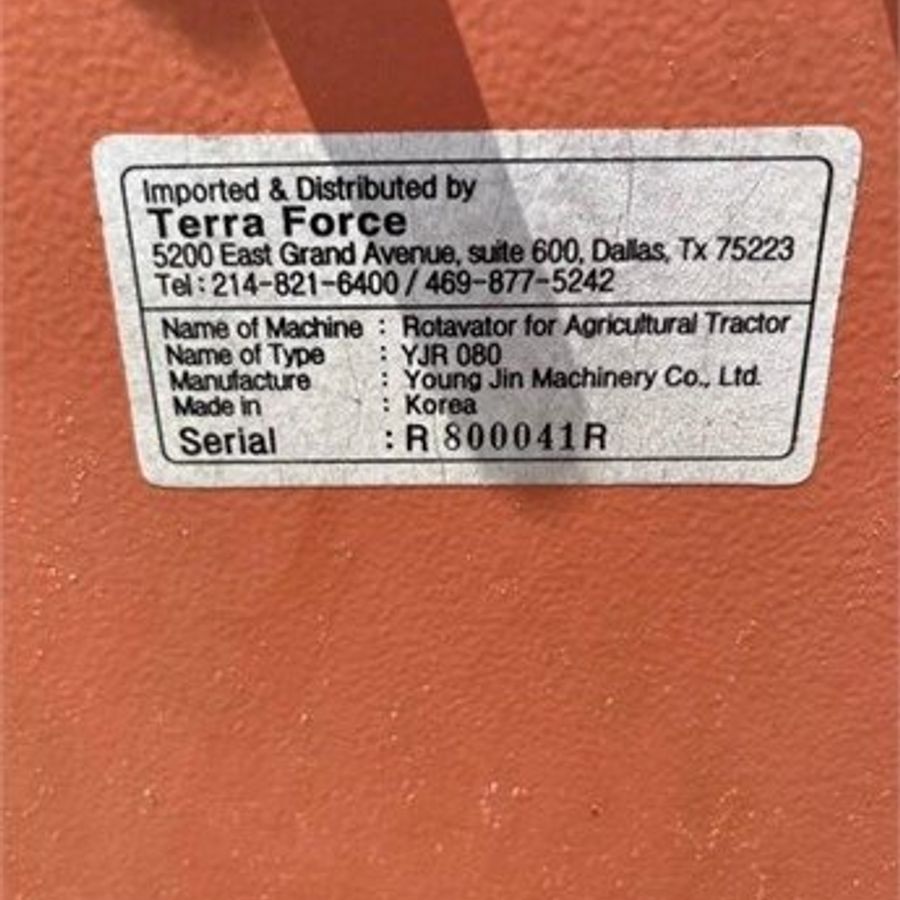 Imported & Distributed by
Terra Force
5200 East Grand Avenue, suite 600, Dallas, Tx 75223
Tel : 214-821-6400 / 469-877-5242
Name of Machine : Rotavator for Agricultural Tractor
Name of Type : YJR 080
Manufacture : Young Jin Machinery Co., Ltd.
Made in : Korea
Serial : R 800041R